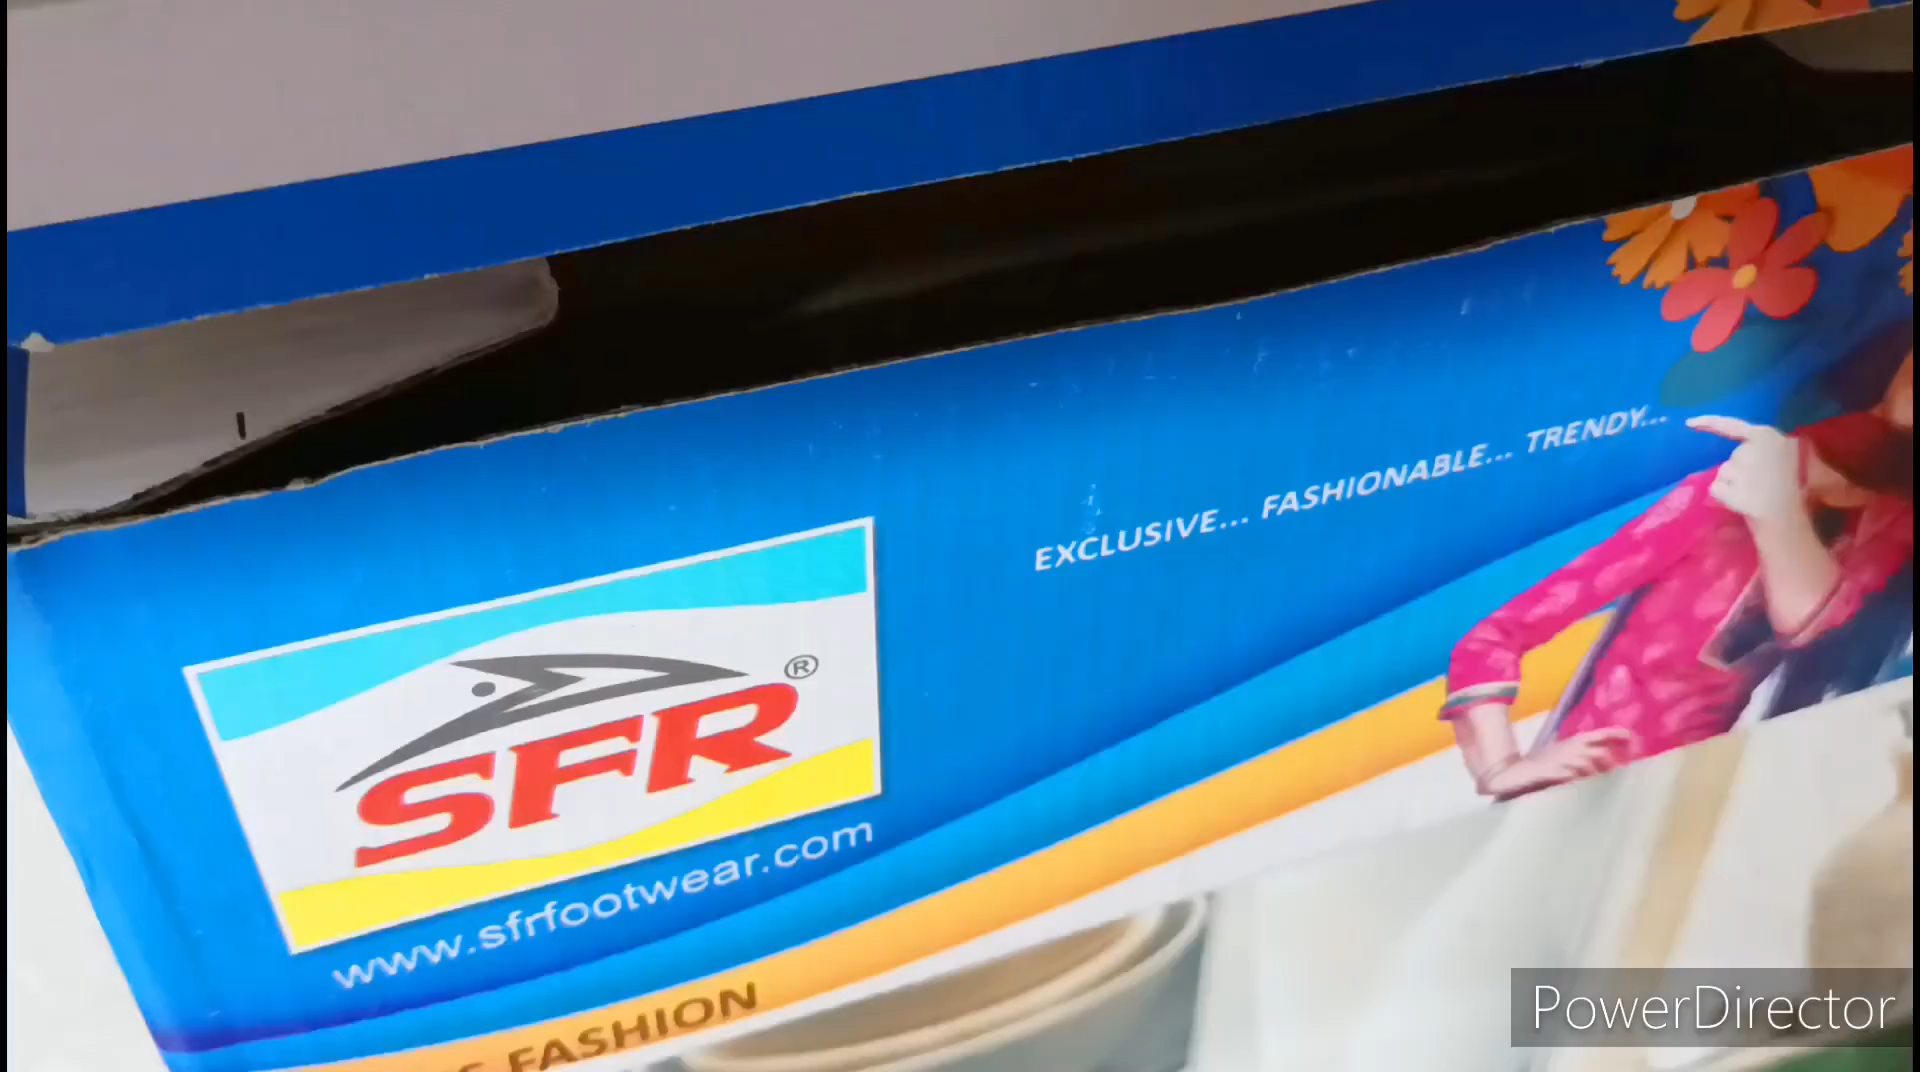 EXCLUSIVE... FASHIONABLE... TRENDY...
SFR®
www.sfrfootwear.com
FASHION
PowerDirector